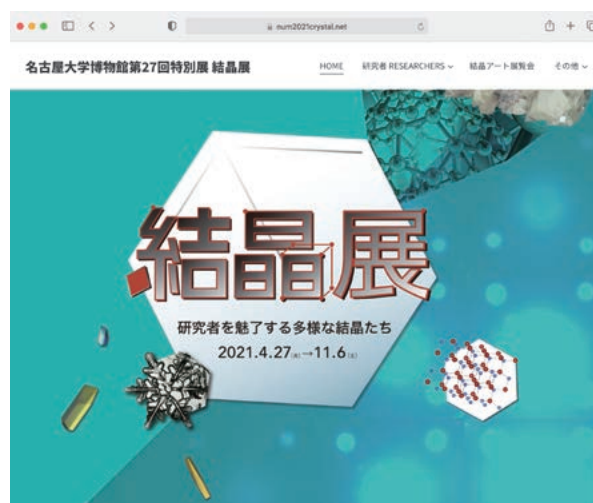 num2021crystal.net
名古屋大学博物館第27回特別展 結晶展
HOME 研究者 RESEARCHERS 結晶アート展覧会 その他
結晶展
研究者を魅了する多様な結晶たち
2021.4.27(火)→11.6(土)